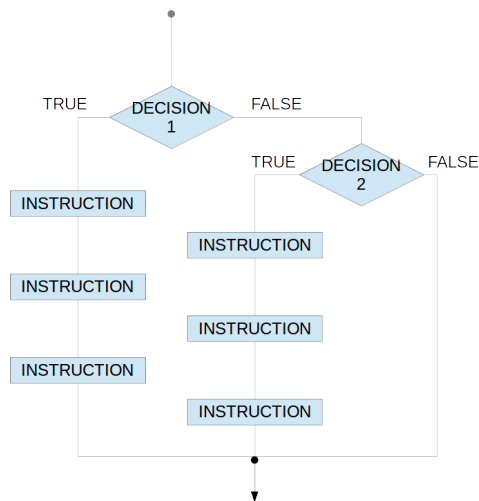 TRUE
FALSE
DECISION
1
TRUE
FALSE
DECISION
2
INSTRUCTION
INSTRUCTION
INSTRUCTION
INSTRUCTION
INSTRUCTION
INSTRUCTION